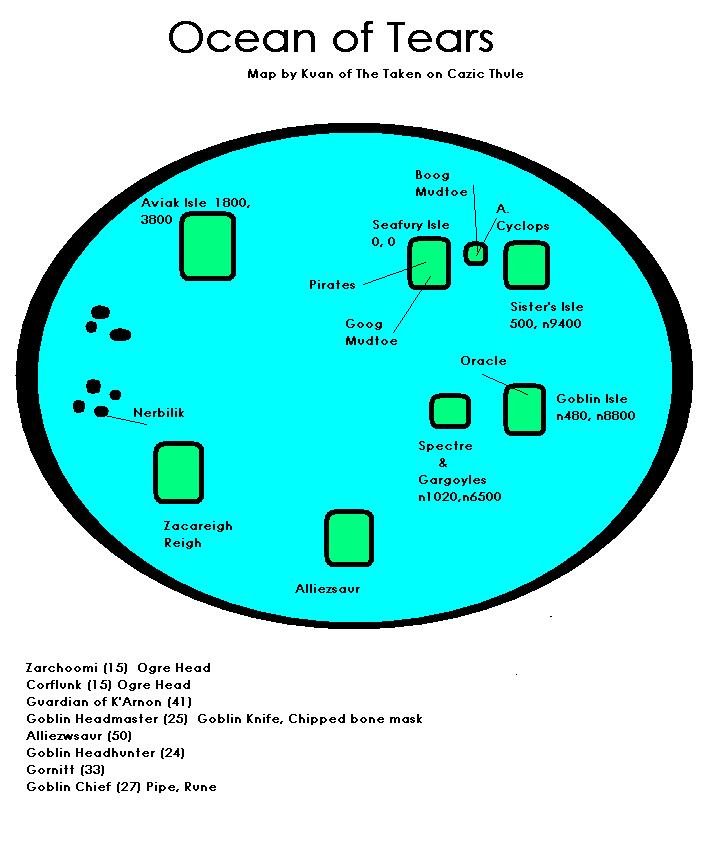 Ocean of Tears
Map by Kuan of The Taken on Cazic Thule
Boog
Mudtoe
Aviak Isle 1800,
3800
A.
Cyclops
Seafury Isle
0, 0
Pirates
Sister's Isle
500, n9400
Goog
Mudtoe
Oracle
Goblin Isle
n480, n8800
Nerbilik
Spectre
&
Gargoyles
n1020,n6500
Zacareigh
Reigh
Alliezsaur
Zarchoomi (15) Ogre Head
Corflunk (15) Ogre Head
Guardian of K'Arnon (41)
Goblin Headmaster (25) Goblin Knife, Chipped bone mask
Alliezwsaur (50)
Goblin Headhunter (24)
Gornitt (33)
Goblin Chief (27) Pipe, Rune